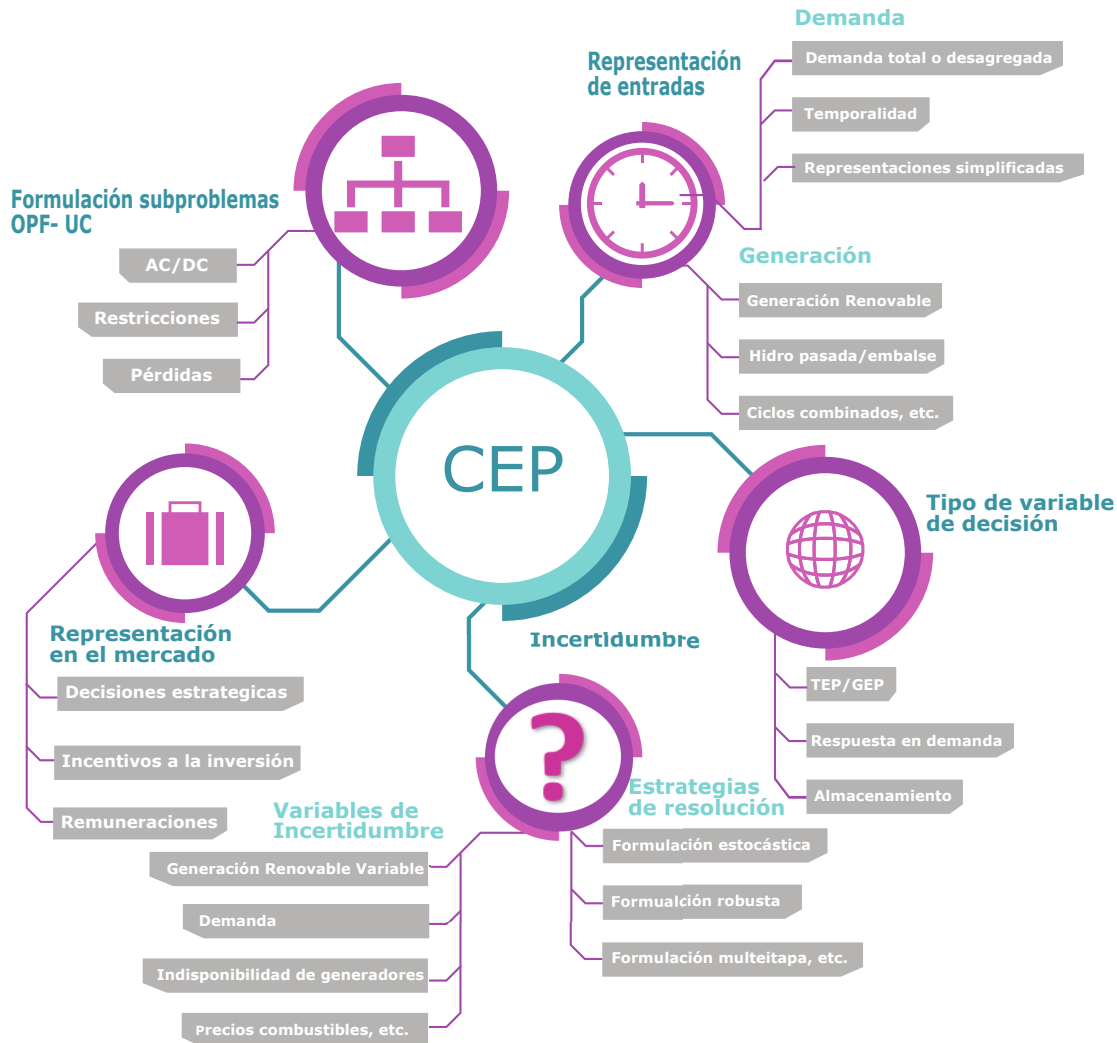 Demanda
Demanda total o desagregada
Temporalidad
Representaciones simplificadas
Representación
de entradas
Generación
Generación Renovable
Hidro pasada/embalse
Ciclos combinados, etc.
Formulación subproblemas
OPF- UC
AC/DC
Restricciones
Pérdidas
CEP
Tipo de variable
de decisión
TEP/GEP
Respuesta en demanda
Almacenamiento
Representación
en el mercado
Decisiones estrategicas
Incentivos a la inversión
Remuneraciones
Incertidumbre
?
Variables de
Incertidumbre
Generación Renovable Variable
Demanda
Indisponibilidad de generadores
Precios combustibles, etc.
Estrategias
de resolución
Formulación estocástica
Formualción robusta
Formulación multeitapa, etc.